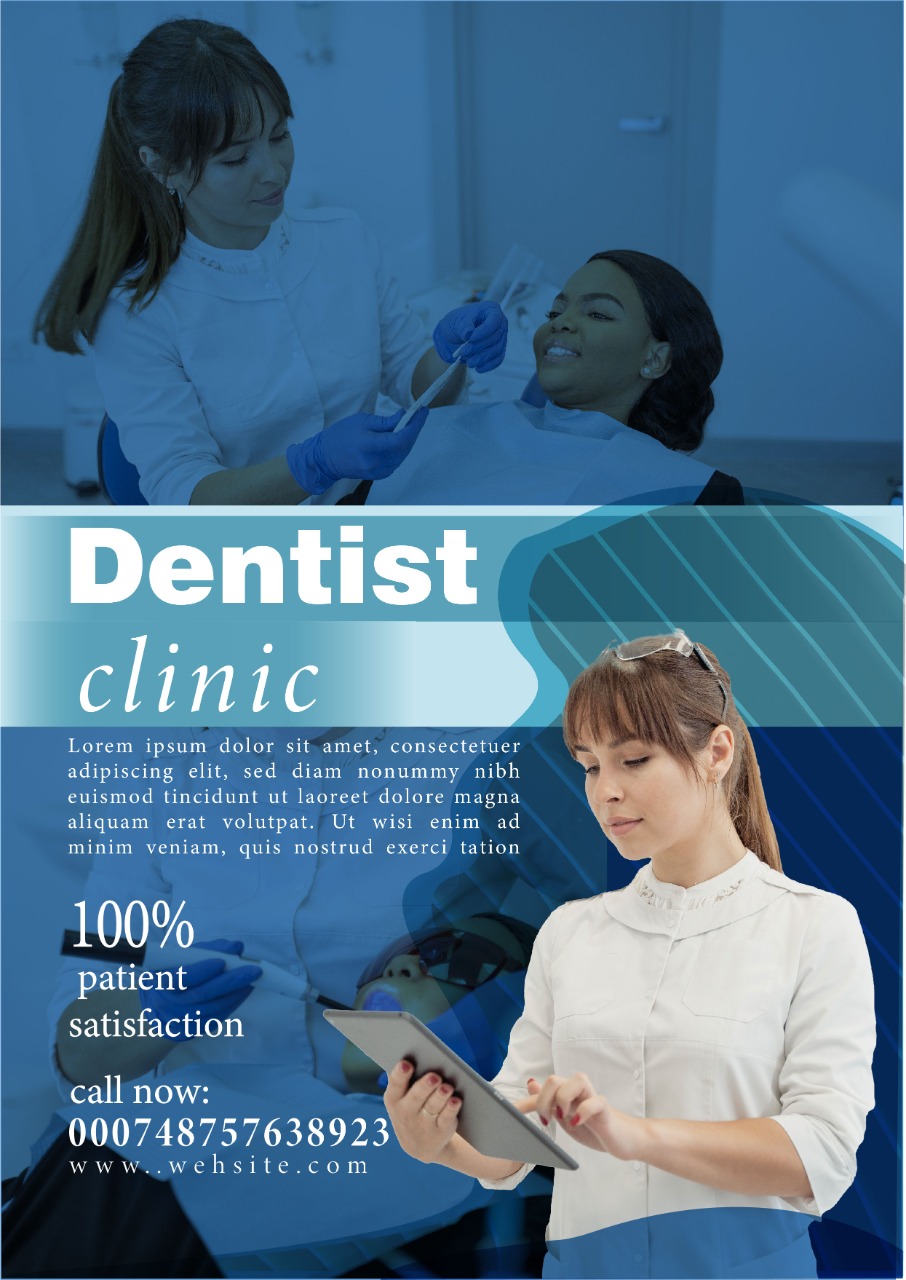 Dentist
clinic
Lorem ipsum dolor sit amet, consectetuer
adipiscing elit, sed diam nonummy nibh
euismod tincidunt ut laoreet dolore magna
aliquam erat volutpat. Ut wisi enim ad
minim veniam, quis nostrud exerci tation
100%
patient
satisfaction
call now:
000748757638923
www..wehsite.com